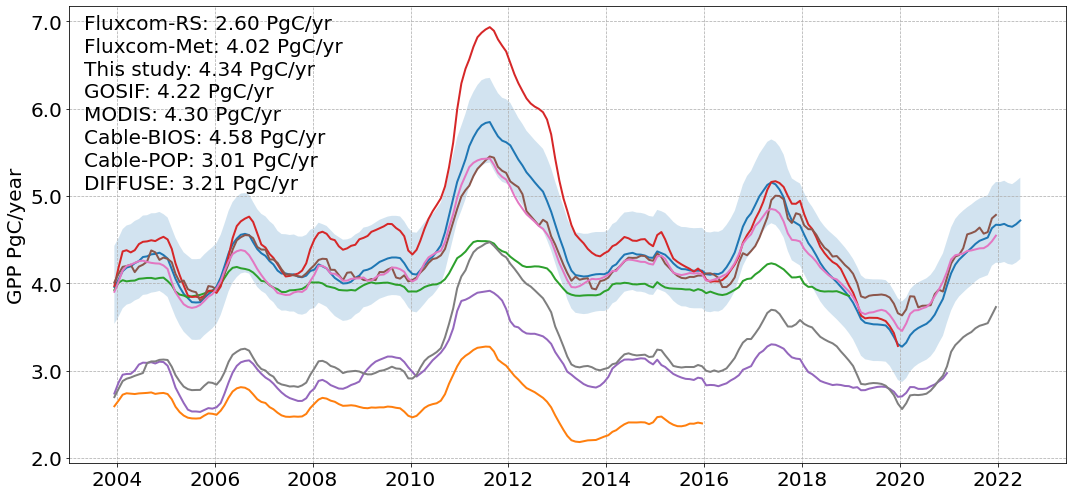 Fluxcom-RS: 2.60 PgC/yr
Fluxcom-Met: 4.02 PgC/yr
This study: 4.34 PgC/yr
GOSIF: 4.22 PgC/yr
MODIS: 4.30 PgC/yr
Cable-BIOS: 4.58 PgC/yr
Cable-POP: 3.01 PgC/yr
DIFFUSE: 3.21 PgC/yr
GPP PgC/year
7.0
6.0
5.0
4.0
3.0
2.0
2004 2006 2008 2010 2012 2014 2016 2018 2020 2022